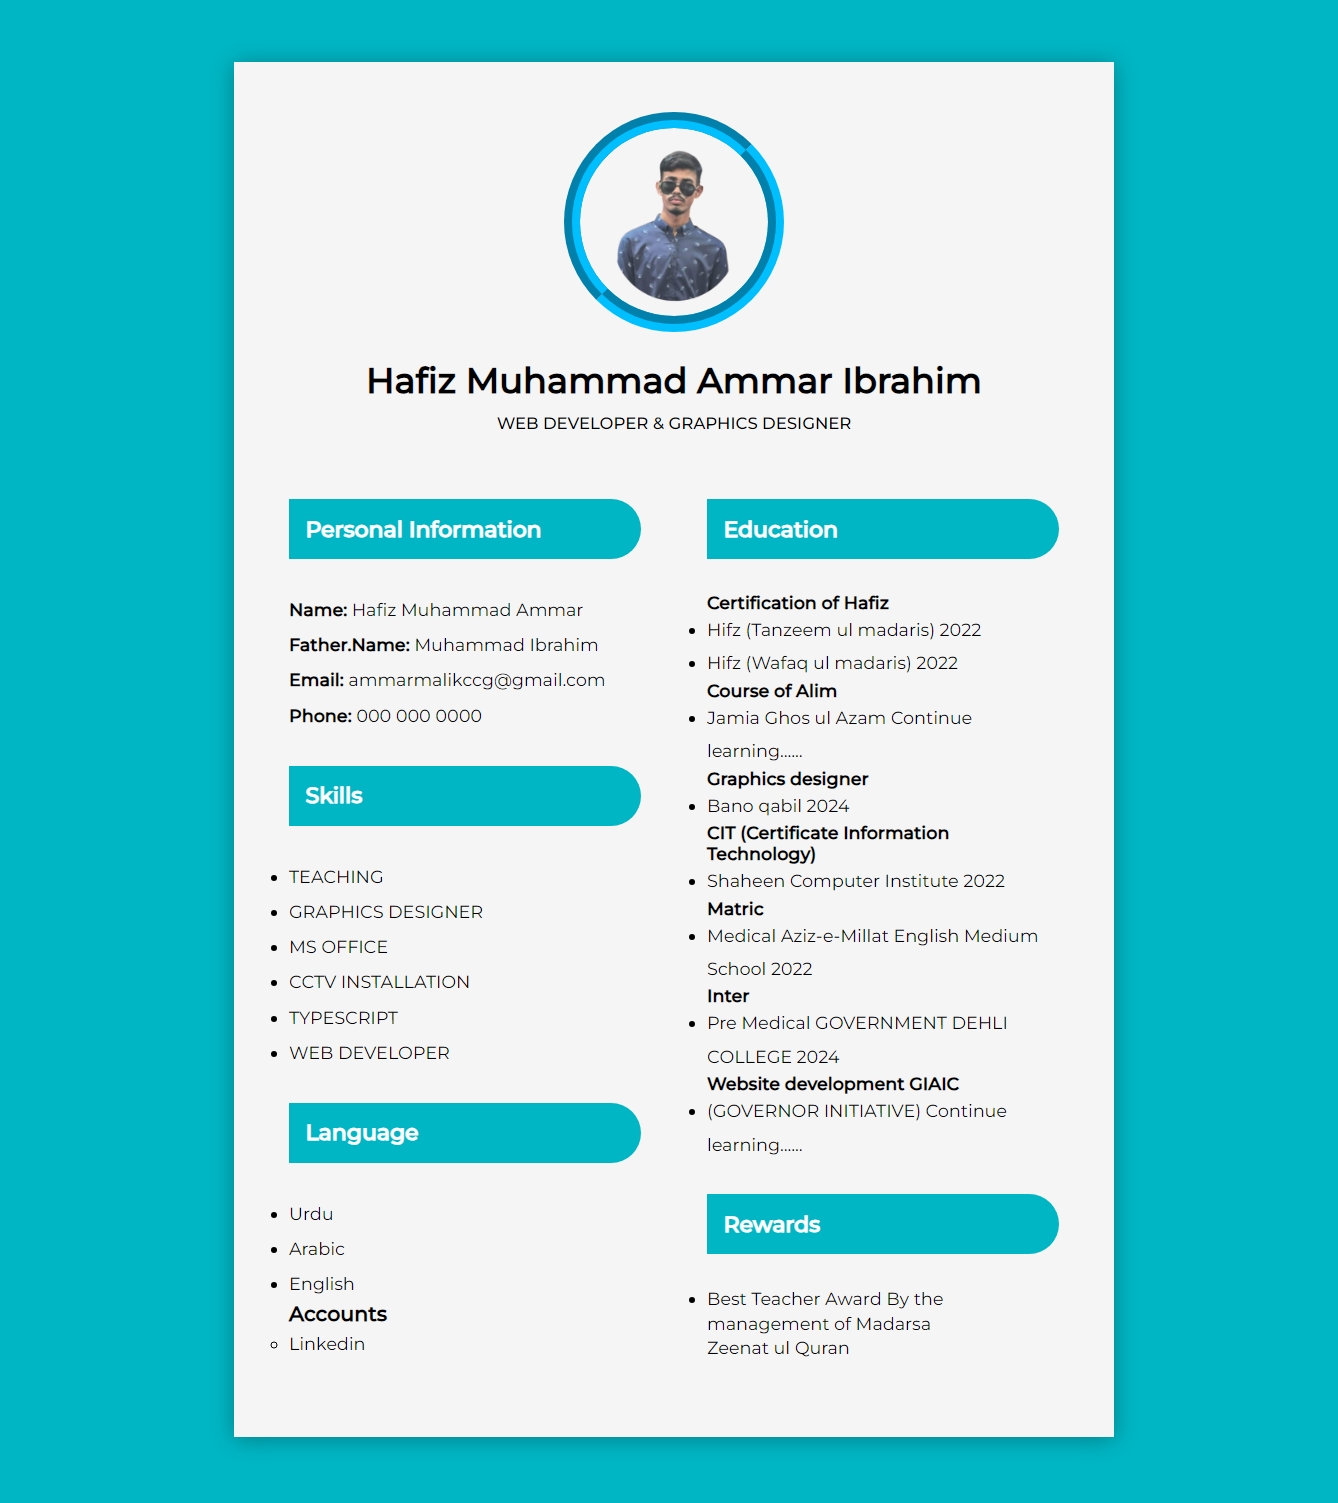 Hafiz Muhammad Ammar Ibrahim
WEB DEVELOPER & GRAPHICS DESIGNER
Personal Information
Name: Hafiz Muhammad Ammar
Father.Name: Muhammad Ibrahim
Email: ammarmalikccg@gmail.com
Phone: 000 000 0000
Skills
TEACHING
GRAPHICS DESIGNER
MS OFFICE
CCTV INSTALLATION
TYPESCRIPT
WEB DEVELOPER
Language
Urdu
Arabic
English
Accounts
Linkedin
Education
Certification of Hafiz
Hifz (Tanzeem ul madaris) 2022
Hifz (Wafaq ul madaris) 2022
Course of Alim
Jamia Ghos ul Azam Continue
learning......
Graphics designer
Bano qabil 2024
CIT (Certificate Information
Technology)
Shaheen Computer Institute 2022
Matric
Medical Aziz-e-Millat English Medium
School 2022
Inter
Pre Medical GOVERNMENT DEHLI
COLLEGE 2024
Website development GIAIC
(GOVERNOR INITIATIVE) Continue
learning......
Rewards
Best Teacher Award By the
management of Madarsa
Zeenat ul Quran